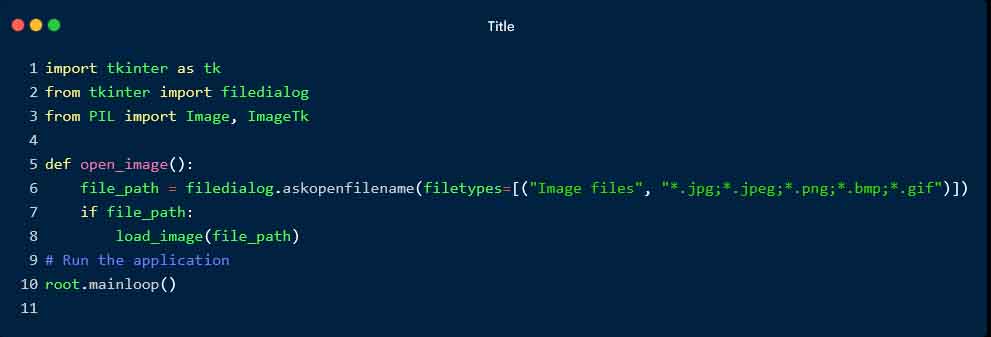 Title
1 import tkinter as tk
2 from tkinter import filedialog
3 from PIL import Image, ImageTk
4
5 def open_image():
6     file_path = filedialog.askopenfilename(filetypes=[("Image files", "*.jpg;*.jpeg;*.png;*.bmp;*.gif")])
7     if file_path:
8         load_image(file_path)
9 # Run the application
10 root.mainloop()
11